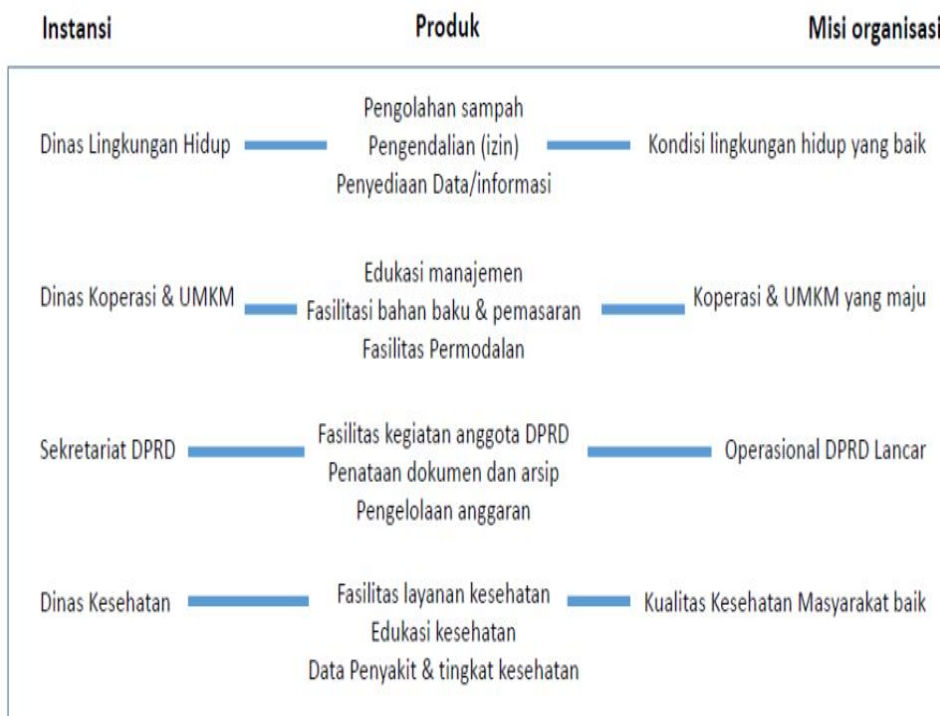 Instansi Produk Misi organisasi
Pengolahan sampah
Dinas Lingkungan Hidup Pengendalian (izin) Kondisi lingkungan hidup yang baik
Penyediaan Data/informasi
Edukasi manajemen
Dinas Koperasi & UMKM Fasilitasi bahan baku & pemasaran Koperasi & UMKM yang maju
Fasilitas Permodalan
Sekretariat DPRD Fasilitas kegiatan anggota DPRD Operasional DPRD Lancar
Penataan dokumen dan arsip
Pengelolaan anggaran
Dinas Kesehatan Fasilitas layanan kesehatan Kualitas Kesehatan Masyarakat baik
Edukasi kesehatan
Data Penyakit & tingkat kesehatan